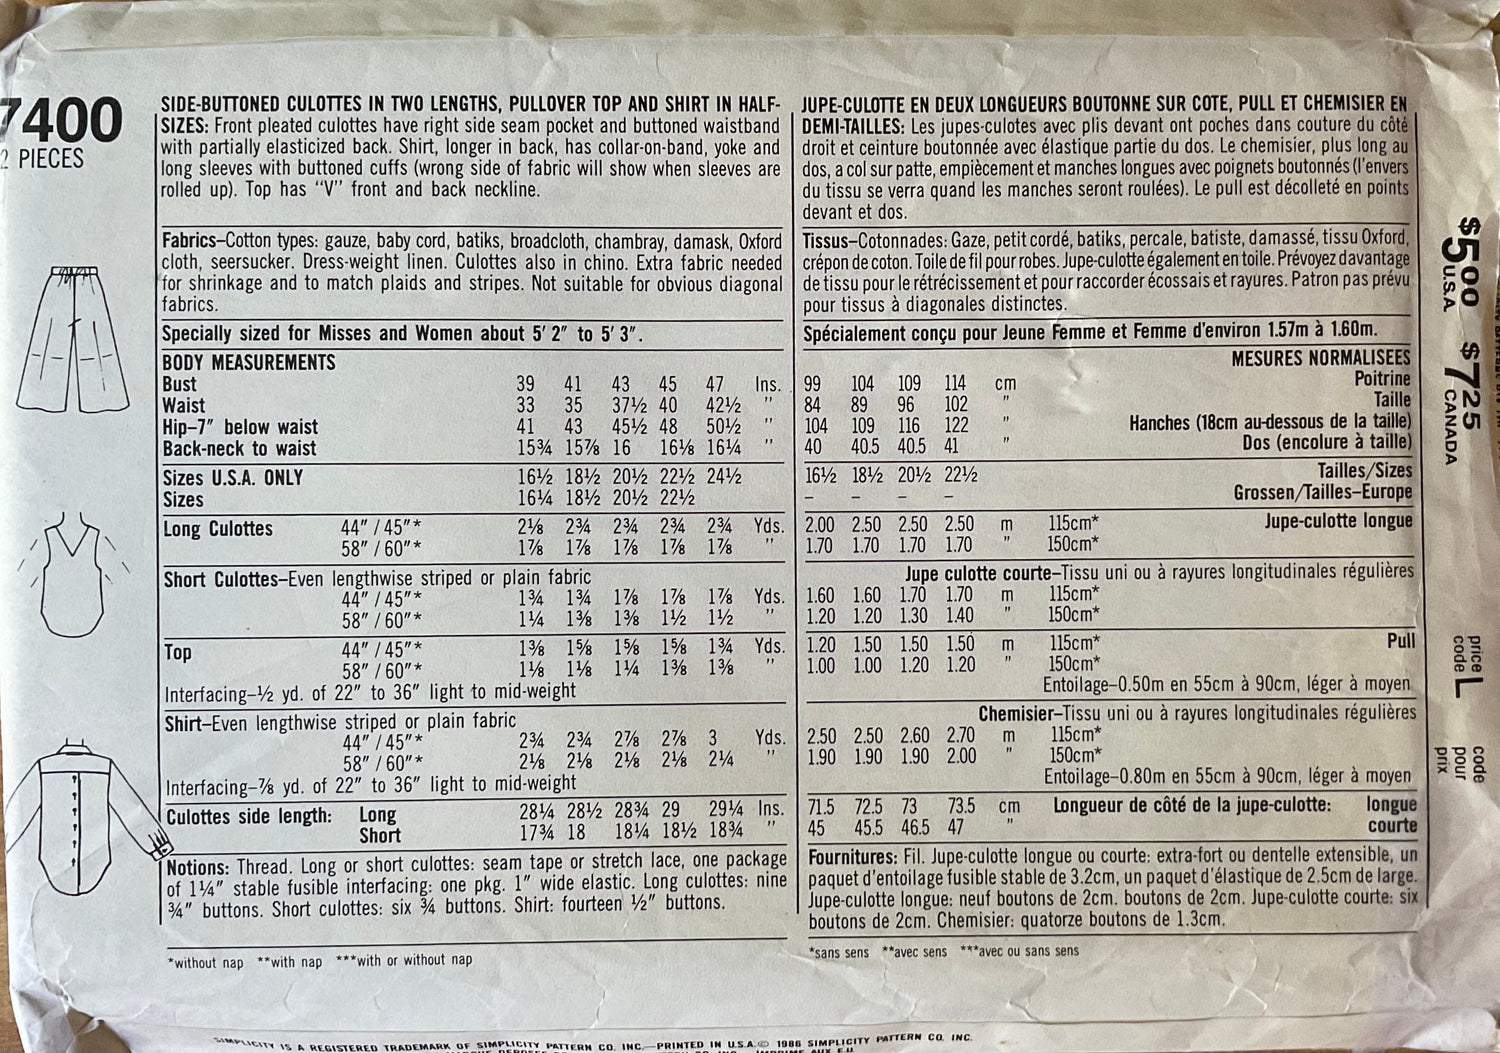 7400
2 PIECES
SIDE-BUTTONED CULOTTES IN TWO LENGTHS, PULLOVER TOP AND SHIRT IN HALF-
SIZES: Front pleated culottes have right side seam pocket and buttoned waistband
with partially elasticized back. Shirt, longer in back, has collar-on-band, yoke and
long sleeves with buttoned cuffs (wrong side of fabric will show when sleeves are
rolled up). Top has "V" front and back neckline.
Fabrics–Cotton types: gauze, baby cord, batiks, broadcloth, chambray, damask, Oxford
cloth, seersucker. Dress-weight linen. Culottes also in chino. Extra fabric needed
for shrinkage and to match plaids and stripes. Not suitable for obvious diagonal
fabrics.
Specially sized for Misses and Women about 5' 2" to 5' 3".
BODY MEASUREMENTS
Bust 39 41 43 45 47 Ins.
Waist 33 35 37½ 40 42½ "
Hip–7" below waist 41 43 45½ 48 50½ "
Back-neck to waist 15¾ 15⅞ 16 16⅛ 16¼ "
Sizes U.S.A. ONLY 16½ 18½ 20½ 22½ 24½
Sizes 16¼ 18½ 20½ 22½
Long Culottes 44" / 45"* 2⅛ 2¾ 2¾ 2¾ 2¾ Yds.
58" / 60"* 1⅞ 1⅞ 1⅞ 1⅞ 1⅞ "
Short Culottes–Even lengthwise striped or plain fabric
44" / 45"* 1¾ 1¾ 1⅞ 1⅞ 1⅞ Yds.
58" / 60"* 1¼ 1⅜ 1⅜ 1½ 1½ "
Top 44" / 45"* 1⅜ 1⅝ 1⅝ 1⅝ 1¾ Yds.
58" / 60"* 1⅛ 1⅛ 1¼ 1⅜ 1⅜ "
Interfacing–½ yd. of 22" to 36" light to mid-weight
Shirt–Even lengthwise striped or plain fabric
44" / 45"* 2¾ 2¾ 2⅞ 2⅞ 3 Yds.
58" / 60"* 2⅛ 2⅛ 2⅛ 2⅛ 2¼ "
Interfacing–⅞ yd. of 22" to 36" light to mid-weight
Culottes side length: Long 28¼ 28½ 28¾ 29 29¼ Ins.
Short 17¾ 18 18¼ 18½ 18¾ "
Notions: Thread. Long or short culottes: seam tape or stretch lace, one package
of 1¼" stable fusible interfacing: one pkg. 1" wide elastic. Long culottes: nine
¾" buttons. Short culottes: six ¾ buttons. Shirt: fourteen ½" buttons.
*without nap **with nap ***with or without nap
JUPE-CULOTTE EN DEUX LONGUEURS BOUTONNE SUR COTE, PULL ET CHEMISIER EN
DEMI-TAILLES: Les jupes-culotes avec plis devant ont poches dans couture du côté
droit et ceinture boutonnée avec élastique partie du dos. Le chemisier, plus long au
dos, a col sur patte, empiècement et manches longues avec poignets boutonnés (l'envers
du tissu se verra quand les manches seront roulées). Le pull est décolleté en points
devant et dos.
Tissus–Cotonnades: Gaze, petit cordé, batiks, percale, batiste, damassé, tissu Oxford,
crépon de coton. Toile de fil pour robes. Jupe-culotte également en toile. Prévoyez davantage
de tissu pour le rétrécissement et pour raccorder écossais et rayures. Patron pas prévu
pour tissus à diagonales distinctes.
Spécialement conçu pour Jeune Femme et Femme d'environ 1.57m à 1.60m.
MESURES NORMALISEES
99 104 109 114 cm Poitrine
84 89 96 102 " Taille
104 109 116 122 " Hanches (18cm au-dessous de la taille)
40 40.5 40.5 41 " Dos (encolure à taille)
16½ 18½ 20½ 22½ Tailles/Sizes
– – – – Grossen/Tailles–Europe
2.00 2.50 2.50 2.50 m 115cm* Jupe-culotte longue
1.70 1.70 1.70 1.70 " 150cm*
Jupe culotte courte–Tissu uni ou à rayures longitudinales régulières
1.60 1.60 1.70 1.70 m 115cm*
1.20 1.20 1.30 1.40 " 150cm*
1.20 1.50 1.50 1.50 m 115cm* Pull
1.00 1.00 1.20 1.20 " 150cm*
Entoilage–0.50m en 55cm à 90cm, léger à moyen
Chemisier–Tissu uni ou à rayures longitudinales régulières
2.50 2.50 2.60 2.70 m 115cm*
1.90 1.90 1.90 2.00 " 150cm*
Entoilage–0.80m en 55cm à 90cm, léger à moyen
71.5 72.5 73 73.5 cm Longueur de côté de la jupe-culotte: longue
45 45.5 46.5 47 " courte
Fournitures: Fil. Jupe-culotte longue ou courte: extra-fort ou dentelle extensible, un
paquet d'entoilage fusible stable de 3.2cm, un paquet d'élastique de 2.5cm de large.
Jupe-culotte longue: neuf boutons de 2cm. boutons de 2cm. Jupe-culotte courte: six
boutons de 2cm. Chemisier: quatorze boutons de 1.3cm.
*sans sens **avec sens ***avec ou sans sens
$5.00 U.S.A.
$7.25 CANADA
price code L
code pour prix
SIMPLICITY IS A REGISTERED TRADEMARK OF SIMPLICITY PATTERN CO. INC.—PRINTED IN U.S.A.© 1986 SIMPLICITY PATTERN CO. INC.